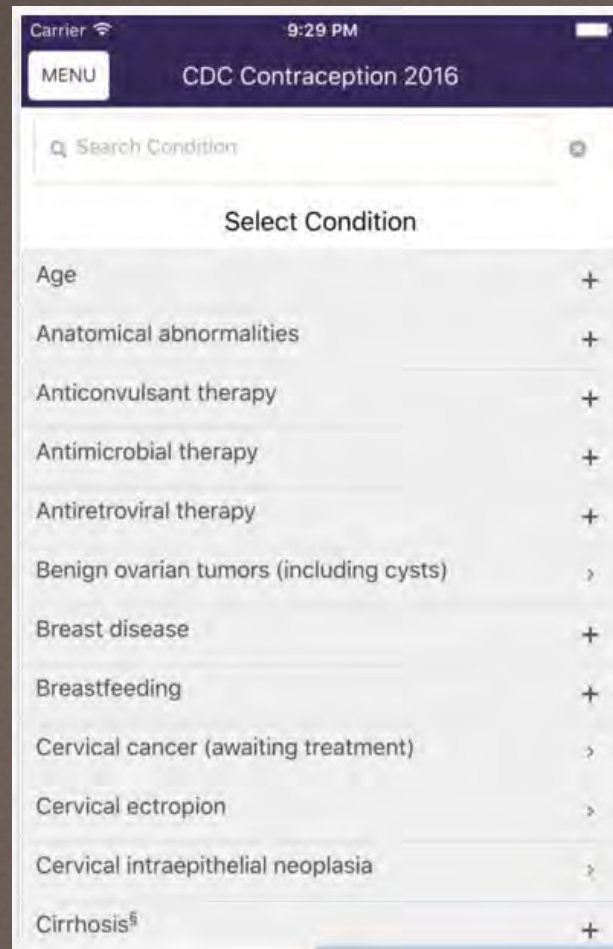 Carrier 9:29 PM
MENU CDC Contraception 2016
Search Condition
Select Condition
Age +
Anatomical abnormalities +
Anticonvulsant therapy +
Antimicrobial therapy +
Antiretroviral therapy +
Benign ovarian tumors (including cysts) >
Breast disease +
Breastfeeding +
Cervical cancer (awaiting treatment) >
Cervical ectropion >
Cervical intraepithelial neoplasia >
Cirrhosis§ +